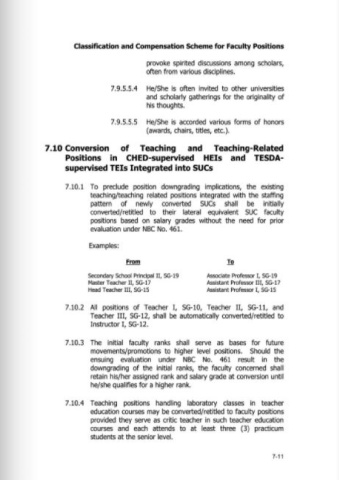 Classification and Compensation Scheme for Faculty Positions
provoke spirited discussions among scholars,
often from various disciplines.
7.9.5.5.4 He/She is often invited to other universities
and scholarly gatherings for the originality of
his thoughts.
7.9.5.5.5 He/She is accorded various forms of honors
(awards, chairs, titles, etc.).
7.10 Conversion of Teaching and Teaching-Related
Positions in CHED-supervised HEIs and TESDA-
supervised TEIs Integrated into SUCs
7.10.1 To preclude position downgrading implications, the existing
teaching/teaching related positions integrated with the staffing
pattern of newly converted SUCs shall be initially
converted/retitled to their lateral equivalent SUC faculty
positions based on salary grades without the need for prior
evaluation under NBC No. 461.
Examples:
From To
Secondary School Principal II, SG-19 Associate Professor I, SG-19
Master Teacher II, SG-17 Assistant Professor III, SG-17
Head Teacher III, SG-15 Assistant Professor I, SG-15
7.10.2 All positions of Teacher I, SG-10, Teacher II, SG-11, and
Teacher III, SG-12, shall be automatically converted/retitled to
Instructor I, SG-12.
7.10.3 The initial faculty ranks shall serve as bases for future
movements/promotions to higher level positions. Should the
ensuing evaluation under NBC No. 461 result in the
downgrading of the initial ranks, the faculty concerned shall
retain his/her assigned rank and salary grade at conversion until
he/she qualifies for a higher rank.
7.10.4 Teaching positions handling laboratory classes in teacher
education courses may be converted/retitled to faculty positions
provided they serve as critic teacher in such teacher education
courses and each attends to at least three (3) practicum
students at the senior level.
7-11